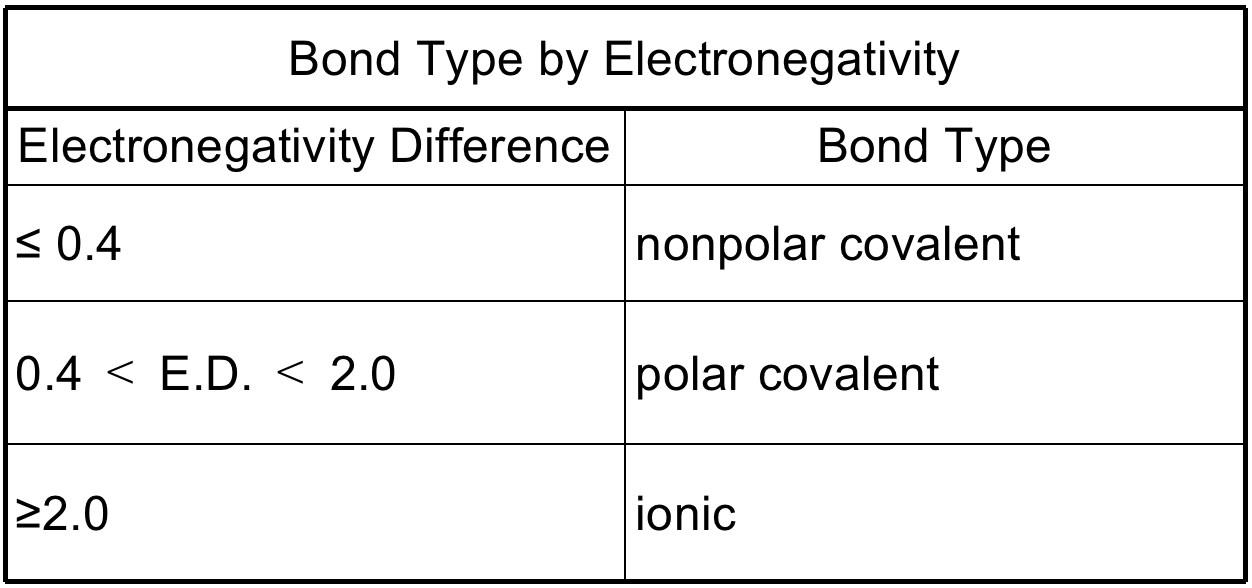 Bond Type by Electronegativity
Electronegativity Difference
Bond Type
≤ 0.4
nonpolar covalent
0.4 < E.D. < 2.0
polar covalent
≥2.0
ionic